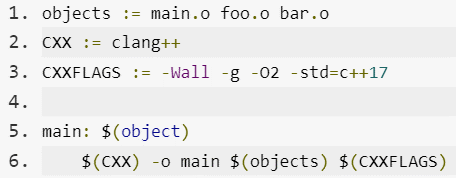 1. objects := main.o foo.o bar.o
2. CXX := clang++
3. CXXFLAGS := -Wall -g -O2 -std=c++17
4.
5. main: $(object)
6.     $(CXX) -o main $(objects) $(CXXFLAGS)